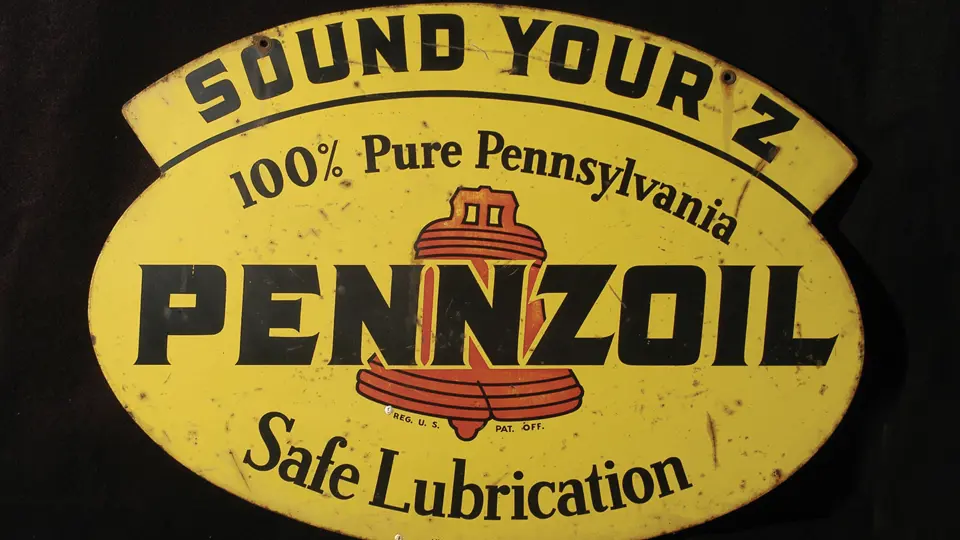 SOUND YOUR Z
100% Pure Pennsylvania
PENNZOIL
REG. U. S. PAT. OFF.
Safe Lubrication